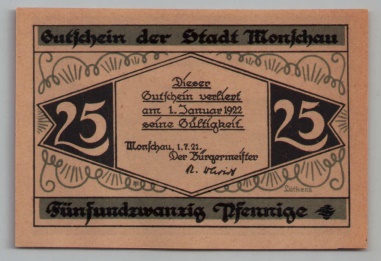 Gutschein der Stadt Monschau
25
Dieser
Gutschein verliert
am 1. Januar 1922
seine Gültigkeit.
Monschau, 1.7.21.
Der Bürgermeister
25
Fünfundzwanzig Pfennige